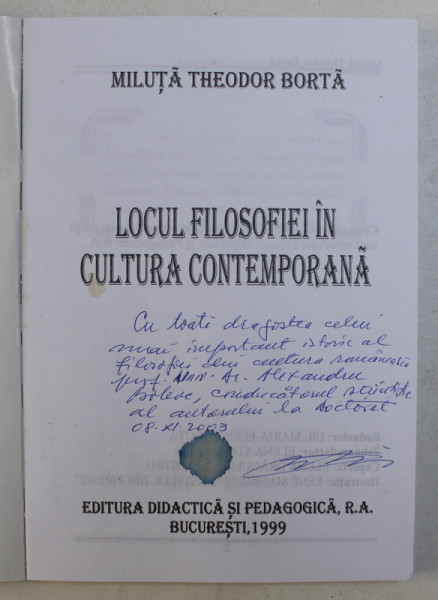 MILUȚĂ THEODOR BORTĂ
LOCUL FILOSOFIEI ÎN
CULTURA CONTEMPORANĂ
Cu toată dragostea celui
mai important istoric al
filosofiei din cultura românească
prof. univ. dr. Alexandru
conducătorul științific
al autorului la Doctorat
08.XI.2003
EDITURA DIDACTICĂ ȘI PEDAGOGICĂ, R.A.
BUCUREȘTI, 1999